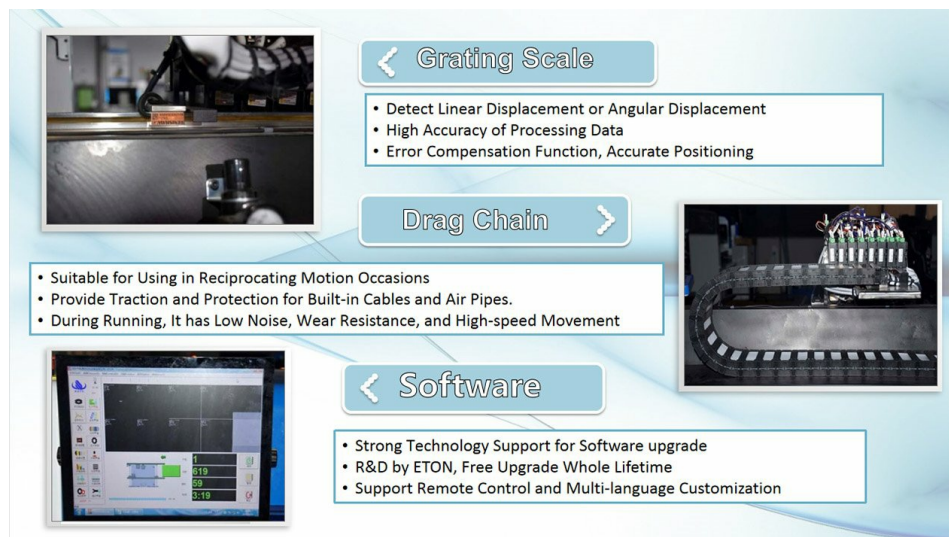 Grating Scale
• Detect Linear Displacement or Angular Displacement
• High Accuracy of Processing Data
• Error Compensation Function, Accurate Positioning
Drag Chain
• Suitable for Using in Reciprocating Motion Occasions
• Provide Traction and Protection for Built-in Cables and Air Pipes.
• During Running, It has Low Noise, Wear Resistance, and High-speed Movement
Software
• Strong Technology Support for Software upgrade
• R&D by ETON, Free Upgrade Whole Lifetime
• Support Remote Control and Multi-language Customization
1
619
59
3:19